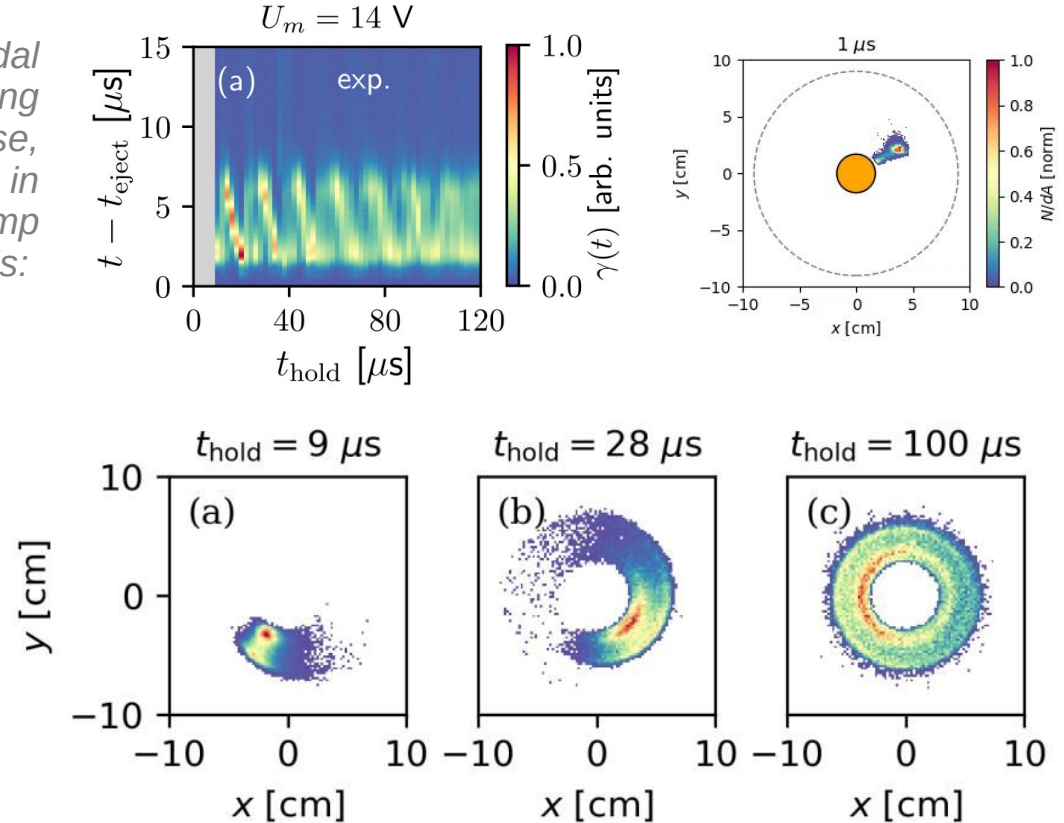 dal
ng
se,
in
mp
is:
U_m = 14 V
(a)
exp.
15
10
5
0
t − t_eject [μs]
0
40
80
120
t_hold [μs]
1.0
0.5
0.0
γ(t) [arb. units]
1 μs
10
5
0
−5
−10
y [cm]
−10
−5
0
5
10
x [cm]
1.0
0.8
0.6
0.4
0.2
0.0
N/dA [norm]
t_hold = 9 μs
t_hold = 28 μs
t_hold = 100 μs
(a)
(b)
(c)
10
0
−10
y [cm]
−10 0 10
−10 0 10
−10 0 10
x [cm]
x [cm]
x [cm]